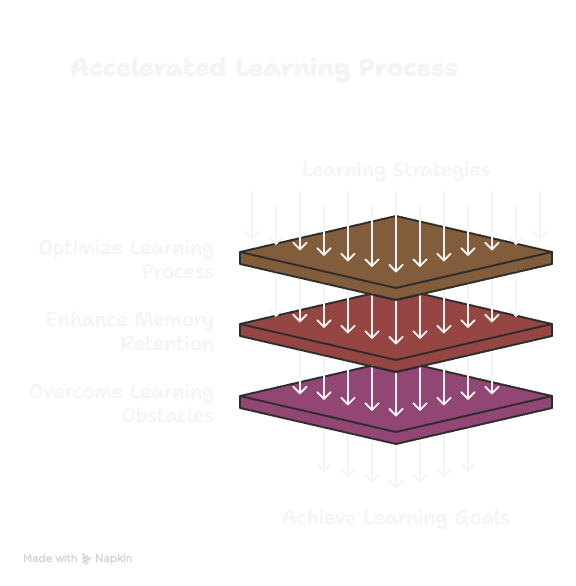 Accelerated Learning Process
Learning Strategies
Optimize Learning
Process
Enhance Memory
Retention
Overcome Learning
Obstacles
Achieve Learning Goals
Made with Napkin